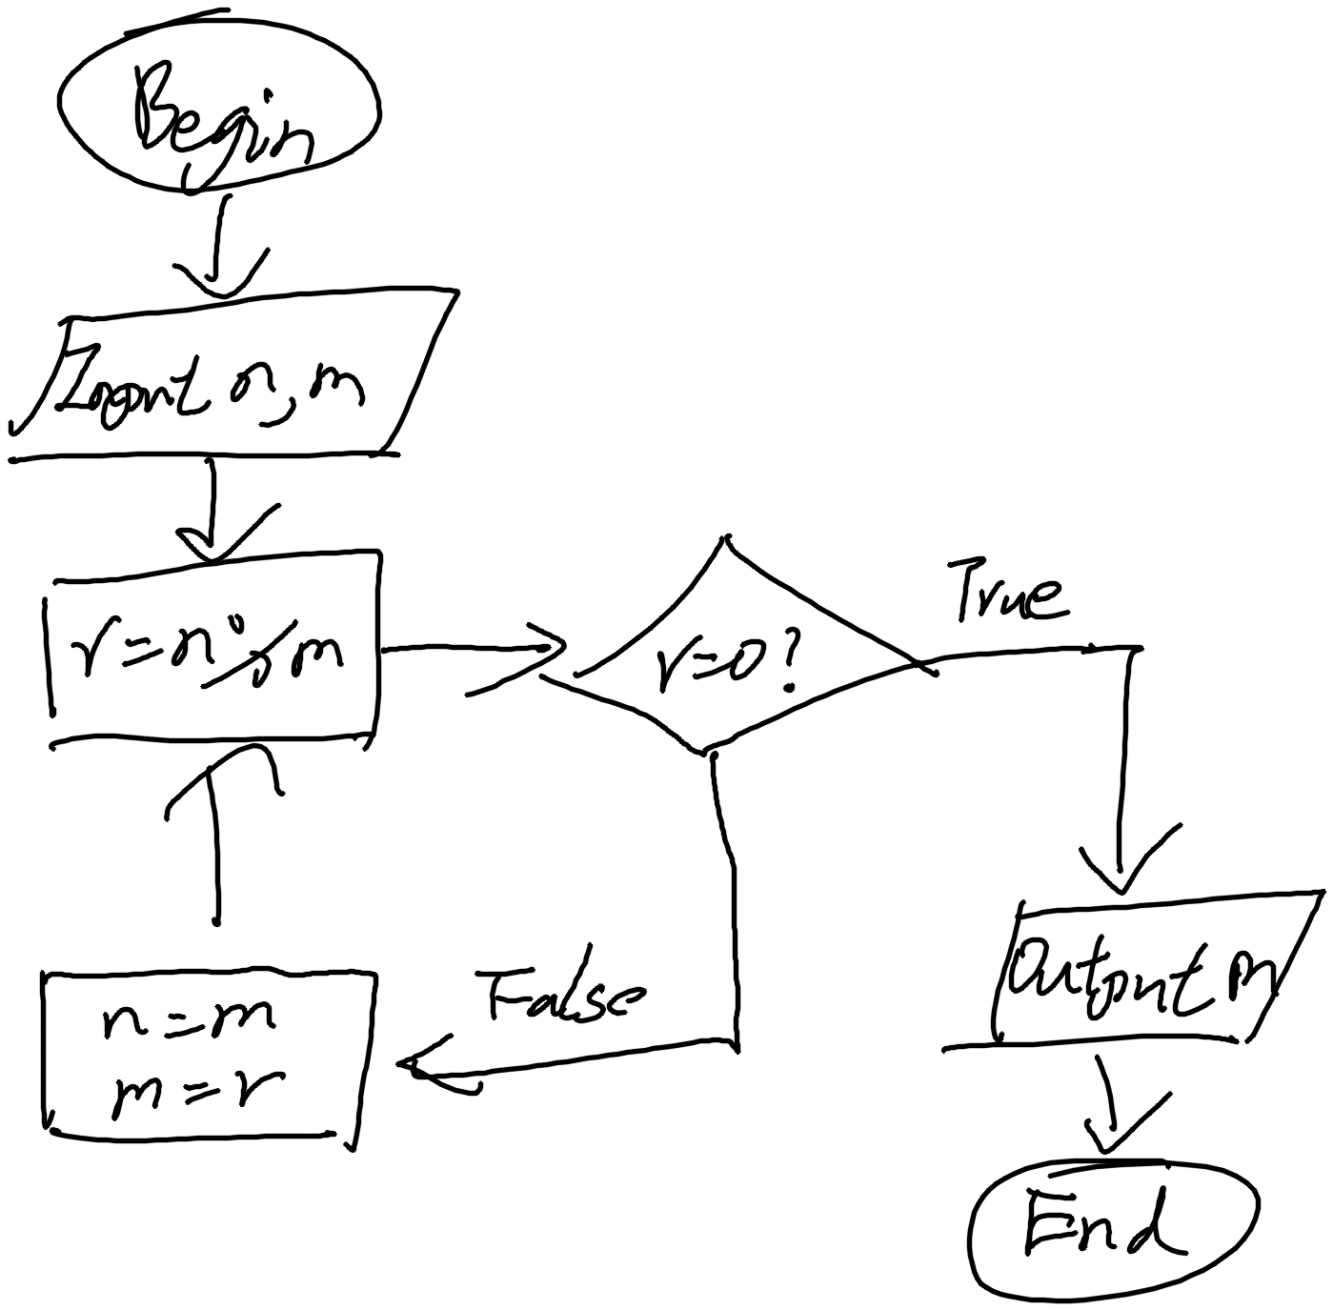 Begin
Input n, m
r=n%m
r=0?
True
False
n=m
m=r
Output m
End